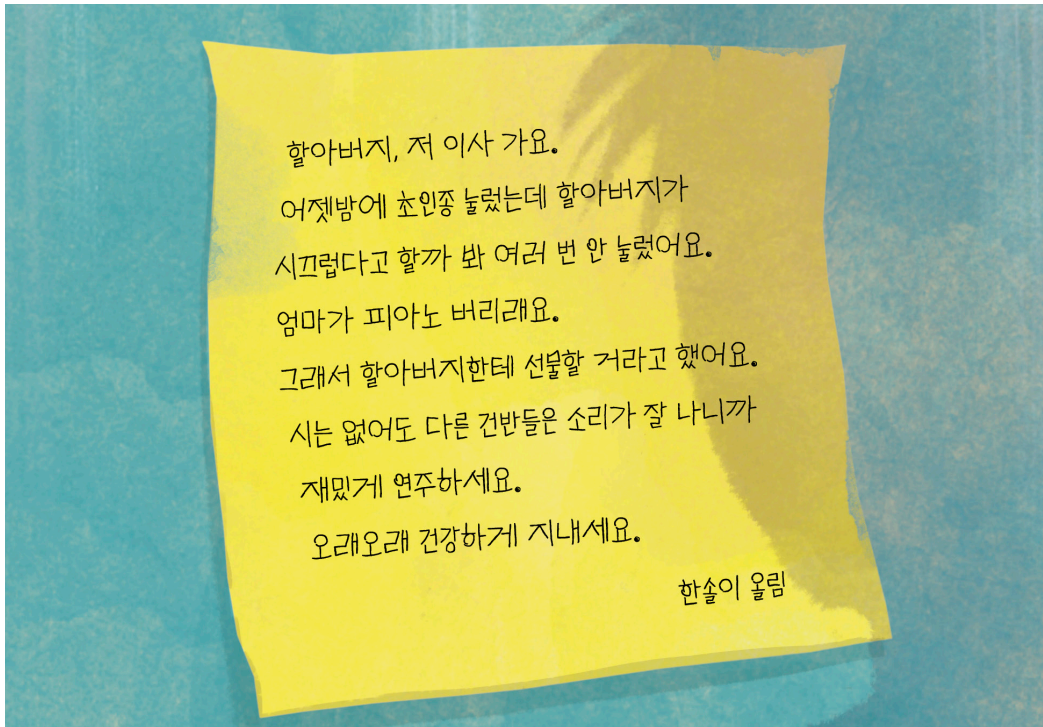 할아버지, 저 이사 가요.
어젯밤에 초인종 눌렀는데 할아버지가
시끄럽다고 할까 봐 여러 번 안 눌렀어요.
엄마가 피아노 버리래요.
그래서 할아버지한테 선물할 거라고 했어요.
시는 없어도 다른 건반들은 소리가 잘 나니까
재밌게 연주하세요.
오래오래 건강하게 지내세요.
한솔이 올림